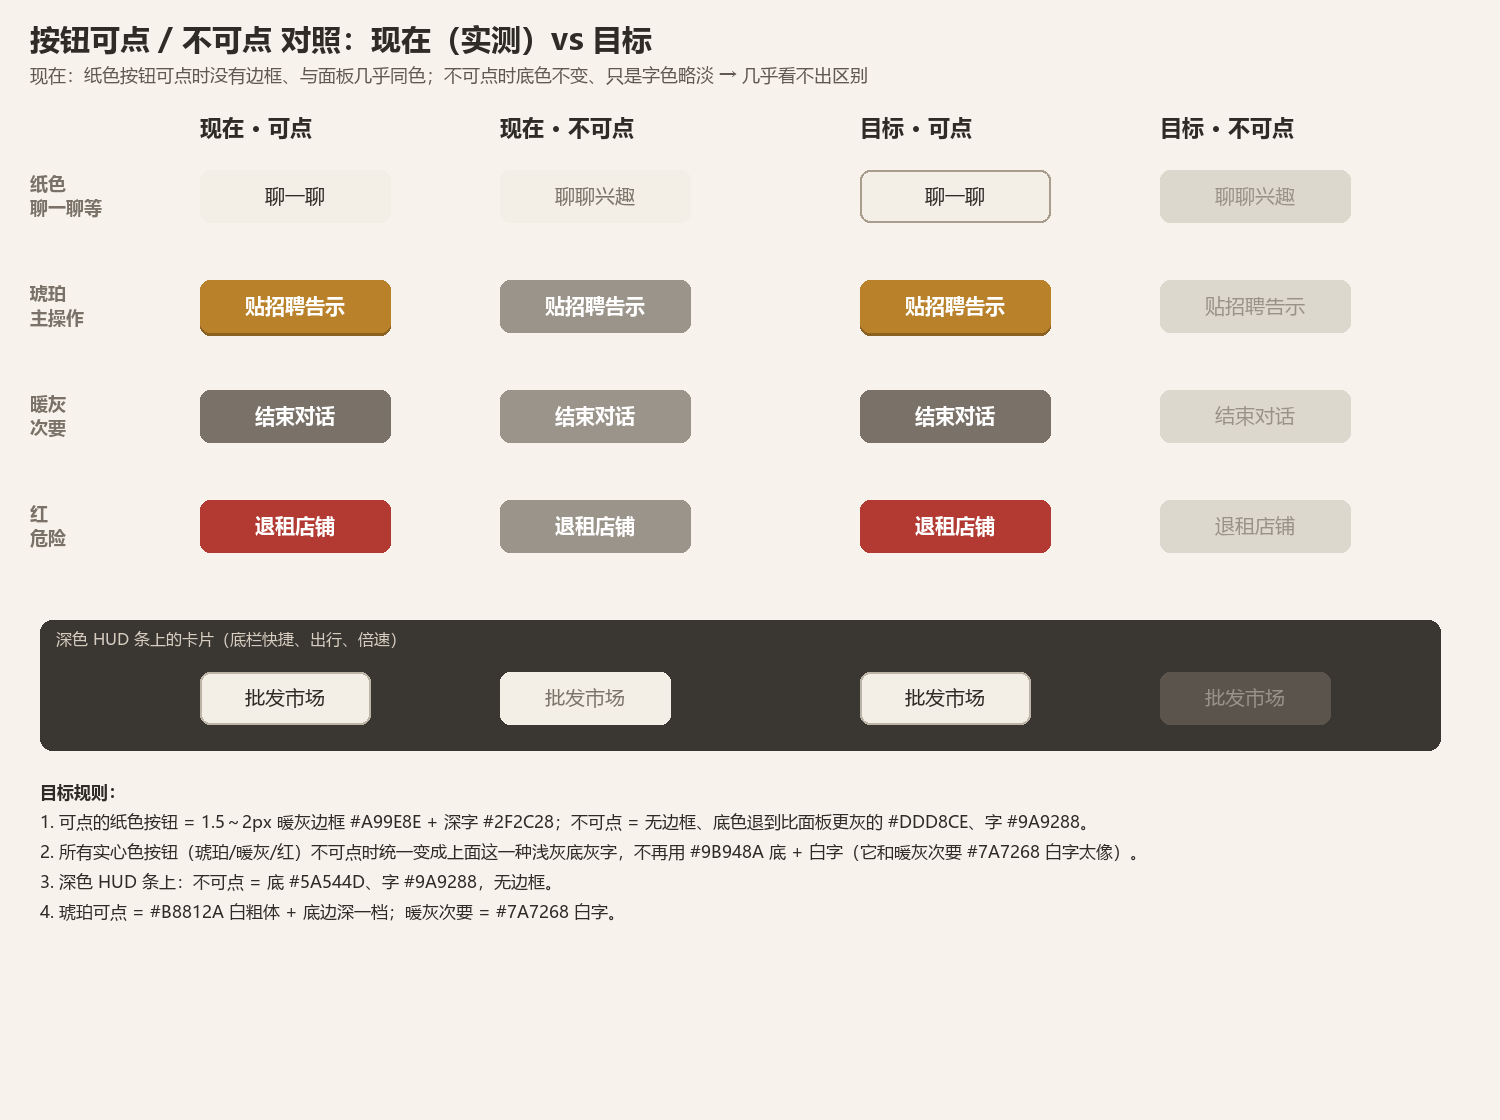 按钮可点 / 不可点 对照：现在（实测）vs 目标
现在：纸色按钮可点时没有边框、与面板几乎同色；不可点时底色不变、只是字色略淡 → 几乎看不出区别
现在 · 可点 现在 · 不可点 目标 · 可点 目标 · 不可点
纸色
聊一聊等
聊一聊 聊聊兴趣 聊一聊 聊聊兴趣
琥珀
主操作
贴招聘告示 贴招聘告示 贴招聘告示 贴招聘告示
暖灰
次要
结束对话 结束对话 结束对话 结束对话
红
危险
退租店铺 退租店铺 退租店铺 退租店铺
深色 HUD 条上的卡片（底栏快捷、出行、倍速）
批发市场 批发市场 批发市场 批发市场
目标规则：
1. 可点的纸色按钮 = 1.5～2px 暖灰边框 #A99E8E + 深字 #2F2C28；不可点 = 无边框、底色退到比面板更灰的 #DDD8CE、字 #9A9288。
2. 所有实心色按钮（琥珀/暖灰/红）不可点时统一变成上面这一种浅灰底灰字，不再用 #9B948A 底 + 白字（它和暖灰次要 #7A7268 白字太像）。
3. 深色 HUD 条上：不可点 = 底 #5A544D、字 #9A9288，无边框。
4. 琥珀可点 = #B8812A 白粗体 + 底边深一档；暖灰次要 = #7A7268 白字。